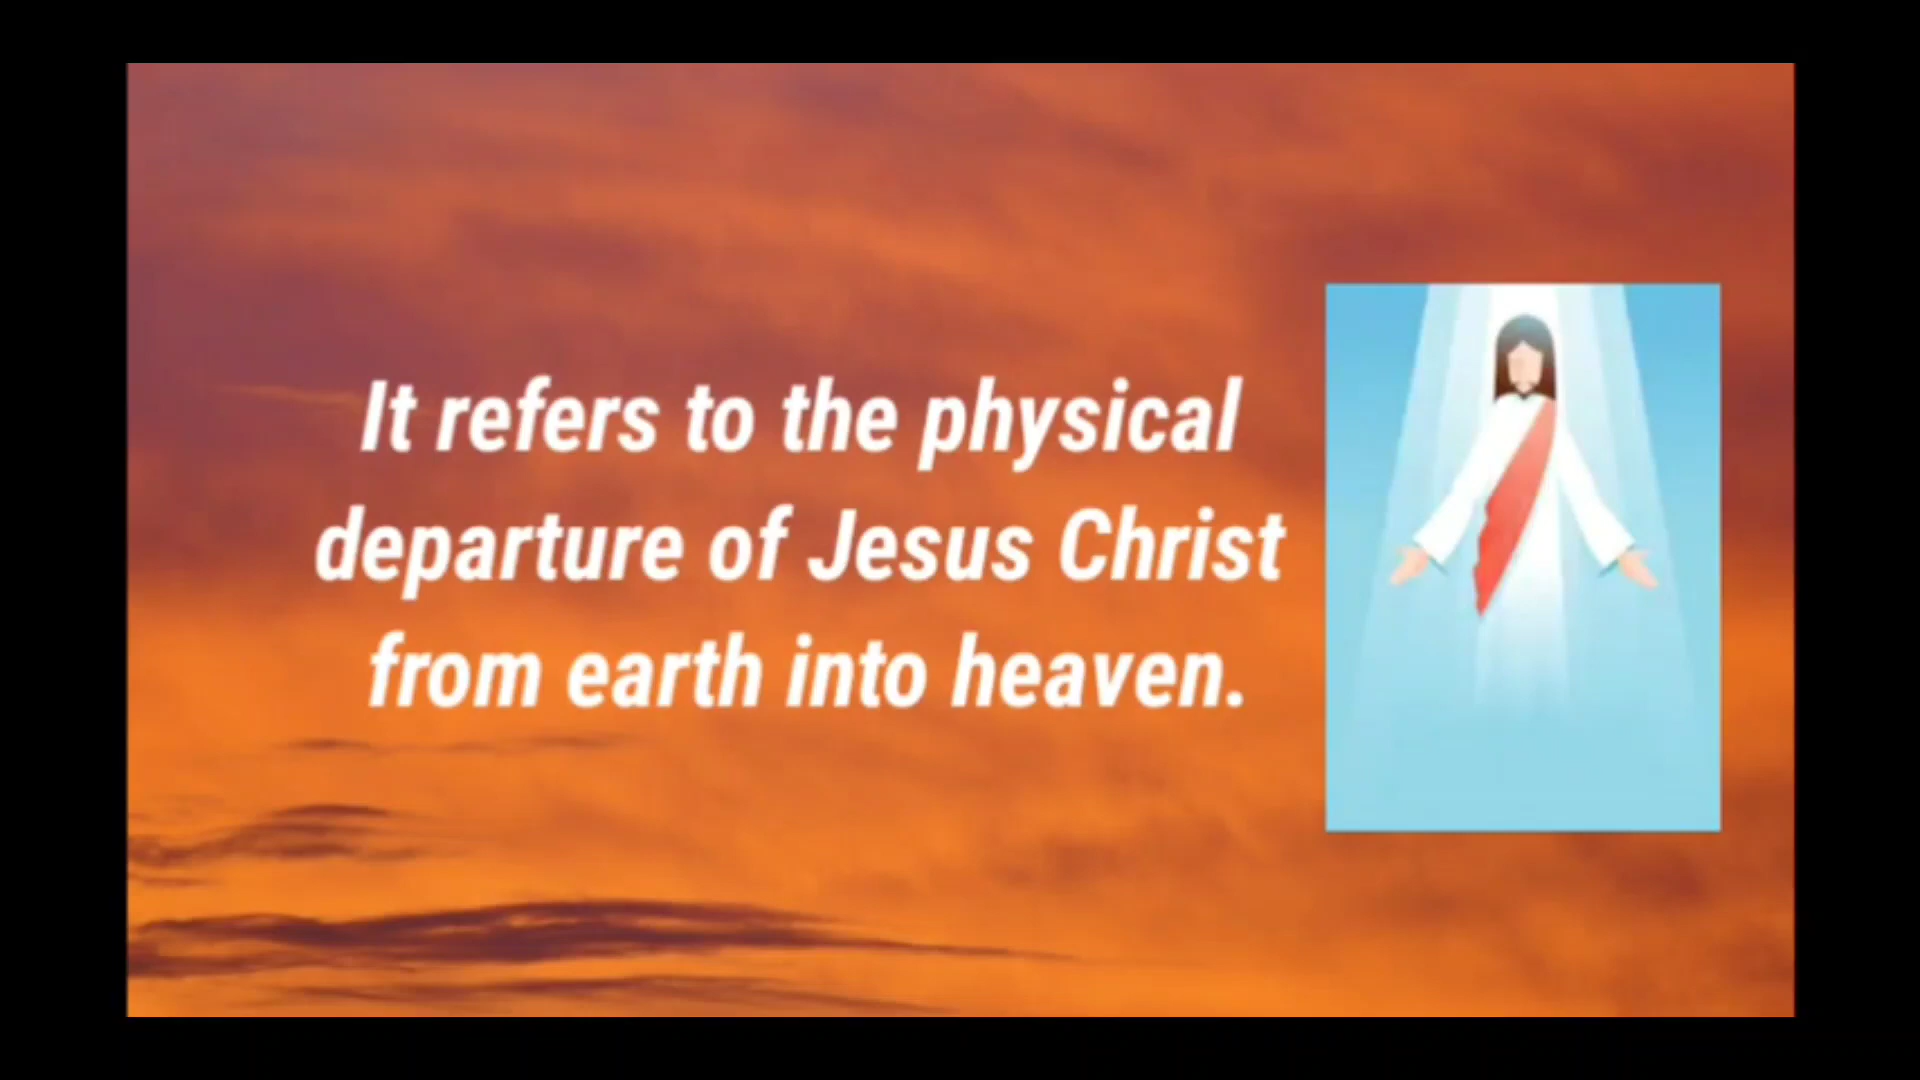 It refers to the physical
departure of Jesus Christ
from earth into heaven.